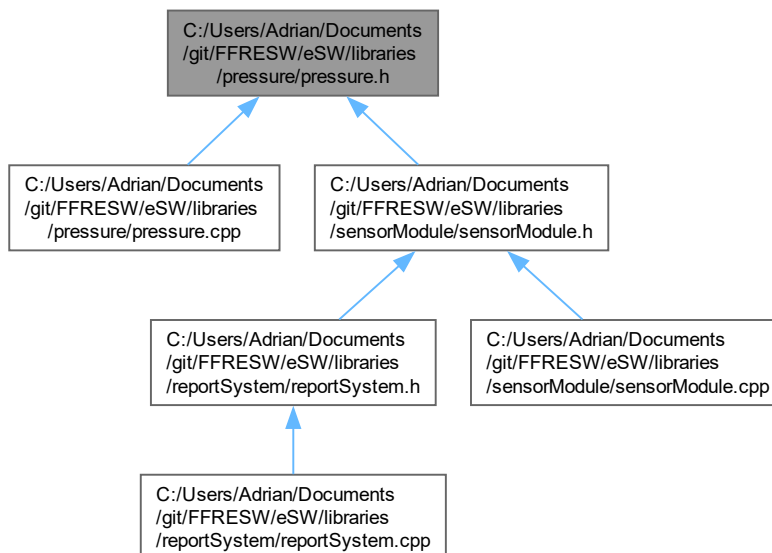 C:/Users/Adrian/Documents
/git/FFRESW/eSW/libraries
/pressure/pressure.h
C:/Users/Adrian/Documents
/git/FFRESW/eSW/libraries
/pressure/pressure.cpp
C:/Users/Adrian/Documents
/git/FFRESW/eSW/libraries
/sensorModule/sensorModule.h
C:/Users/Adrian/Documents
/git/FFRESW/eSW/libraries
/reportSystem/reportSystem.h
C:/Users/Adrian/Documents
/git/FFRESW/eSW/libraries
/sensorModule/sensorModule.cpp
C:/Users/Adrian/Documents
/git/FFRESW/eSW/libraries
/reportSystem/reportSystem.cpp